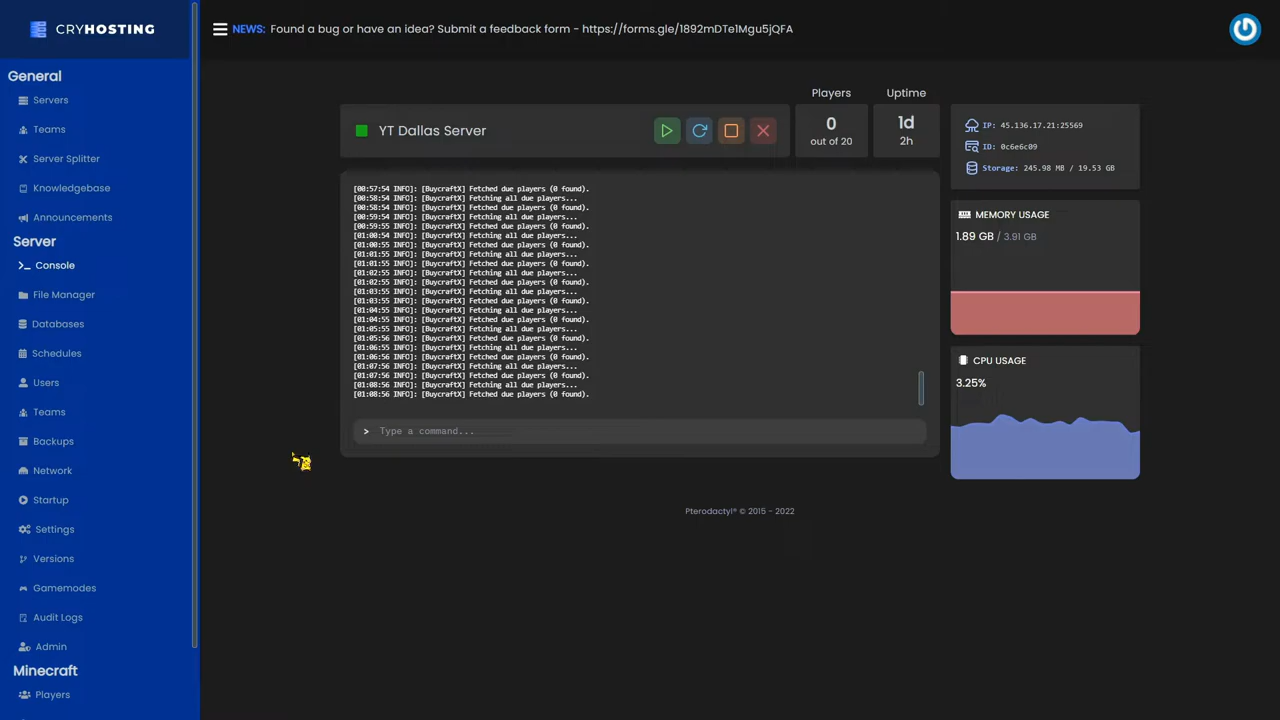 CRYHOSTING
NEWS: Found a bug or have an idea? Submit a feedback form - https://forms.gle/1892mDTe1Mgu5jQFA
General
Servers
Teams
Server Splitter
Knowledgebase
Announcements
Server
Console
File Manager
Databases
Schedules
Users
Teams
Backups
Network
Startup
Settings
Versions
Gamemodes
Audit Logs
Admin
Minecraft
Players
YT Dallas Server
Players
0
out of 20
Uptime
1d
2h
[00:57:54 INFO]: [BuycraftX] Fetched due players (0 found).
[00:58:54 INFO]: [BuycraftX] Fetching all due players...
[00:58:54 INFO]: [BuycraftX] Fetched due players (0 found).
[00:59:54 INFO]: [BuycraftX] Fetching all due players...
[00:59:55 INFO]: [BuycraftX] Fetched due players (0 found).
[01:00:54 INFO]: [BuycraftX] Fetching all due players...
[01:00:55 INFO]: [BuycraftX] Fetched due players (0 found).
[01:01:55 INFO]: [BuycraftX] Fetching all due players...
[01:01:55 INFO]: [BuycraftX] Fetched due players (0 found).
[01:02:55 INFO]: [BuycraftX] Fetching all due players...
[01:02:55 INFO]: [BuycraftX] Fetched due players (0 found).
[01:03:55 INFO]: [BuycraftX] Fetching all due players...
[01:03:55 INFO]: [BuycraftX] Fetched due players (0 found).
[01:04:55 INFO]: [BuycraftX] Fetching all due players...
[01:04:55 INFO]: [BuycraftX] Fetched due players (0 found).
[01:05:55 INFO]: [BuycraftX] Fetching all due players...
[01:05:56 INFO]: [BuycraftX] Fetched due players (0 found).
[01:06:55 INFO]: [BuycraftX] Fetching all due players...
[01:06:56 INFO]: [BuycraftX] Fetched due players (0 found).
[01:07:56 INFO]: [BuycraftX] Fetching all due players...
[01:07:56 INFO]: [BuycraftX] Fetched due players (0 found).
[01:08:56 INFO]: [BuycraftX] Fetching all due players...
[01:08:56 INFO]: [BuycraftX] Fetched due players (0 found).
> Type a command...
IP: 45.136.17.21:25569
ID: 0c6e6c09
Storage: 245.98 MB / 19.53 GB
MEMORY USAGE
1.89 GB / 3.91 GB
CPU USAGE
3.25%
Pterodactyl® © 2015 - 2022